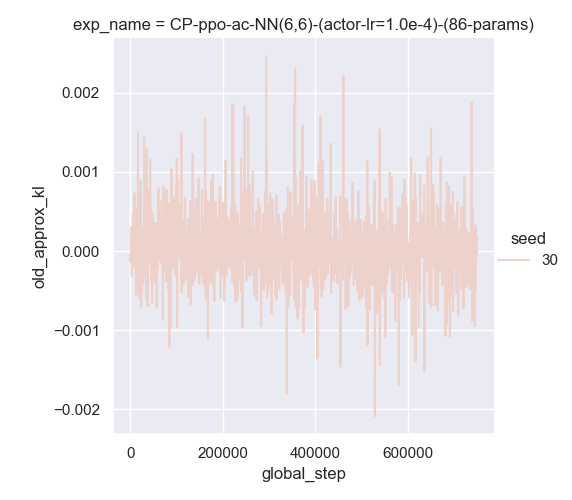 exp_name = CP-ppo-ac-NN(6,6)-(actor-lr=1.0e-4)-(86-params)
0.002
0.001
0.000
−0.001
−0.002
old_approx_kl
seed
30
0 200000 400000 600000
global_step